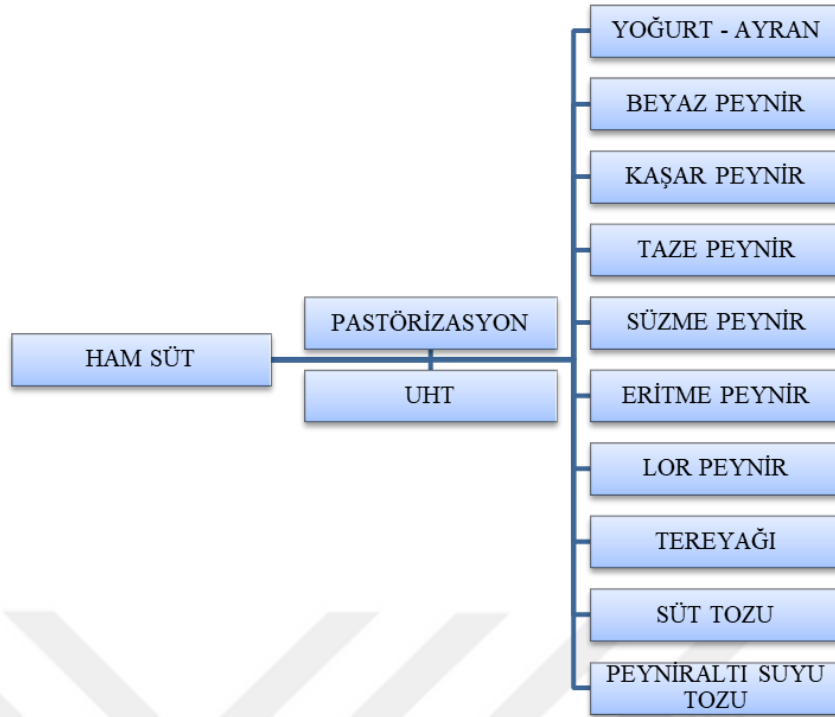 HAM SÜT
PASTÖRİZASYON
UHT
YOĞURT - AYRAN
BEYAZ PEYNİR
KAŞAR PEYNİR
TAZE PEYNİR
SÜZME PEYNİR
ERİTME PEYNİR
LOR PEYNİR
TEREYAĞI
SÜT TOZU
PEYNİRALTI SUYU
TOZU